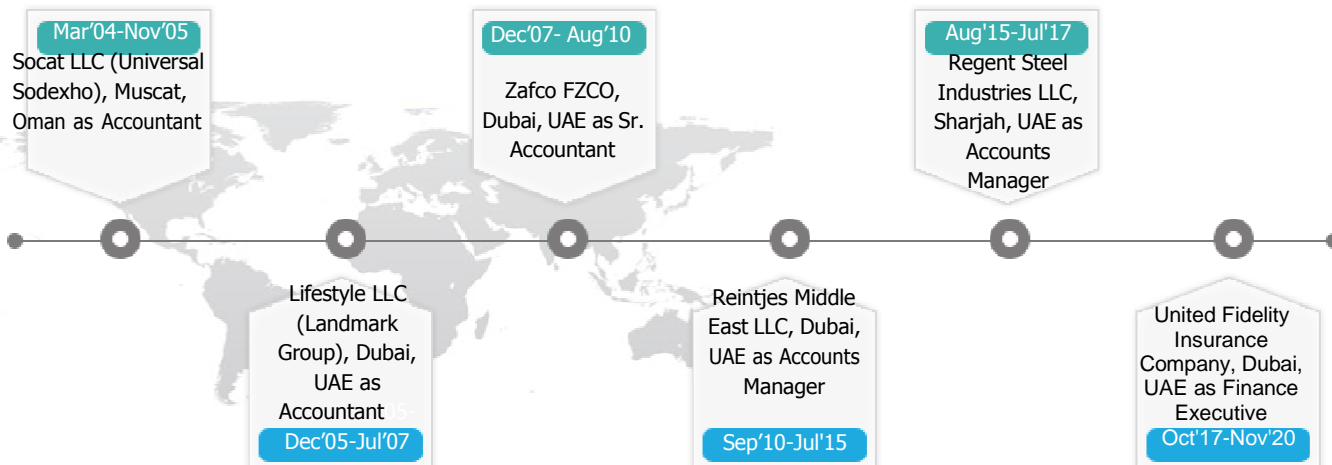 Mar’04-Nov’05
Socat LLC (Universal
Sodexho), Muscat,
Oman as Accountant
Lifestyle LLC
(Landmark
Group), Dubai,
UAE as
Accountant
Dec’05-Jul’07
Dec’07- Aug’10
Zafco FZCO,
Dubai, UAE as Sr.
Accountant
Reintjes Middle
East LLC, Dubai,
UAE as Accounts
Manager
Sep’10-Jul'15
Aug'15-Jul'17
Regent Steel
Industries LLC,
Sharjah, UAE as
Accounts
Manager
United Fidelity
Insurance
Company, Dubai,
UAE as Finance
Executive
Oct'17-Nov'20